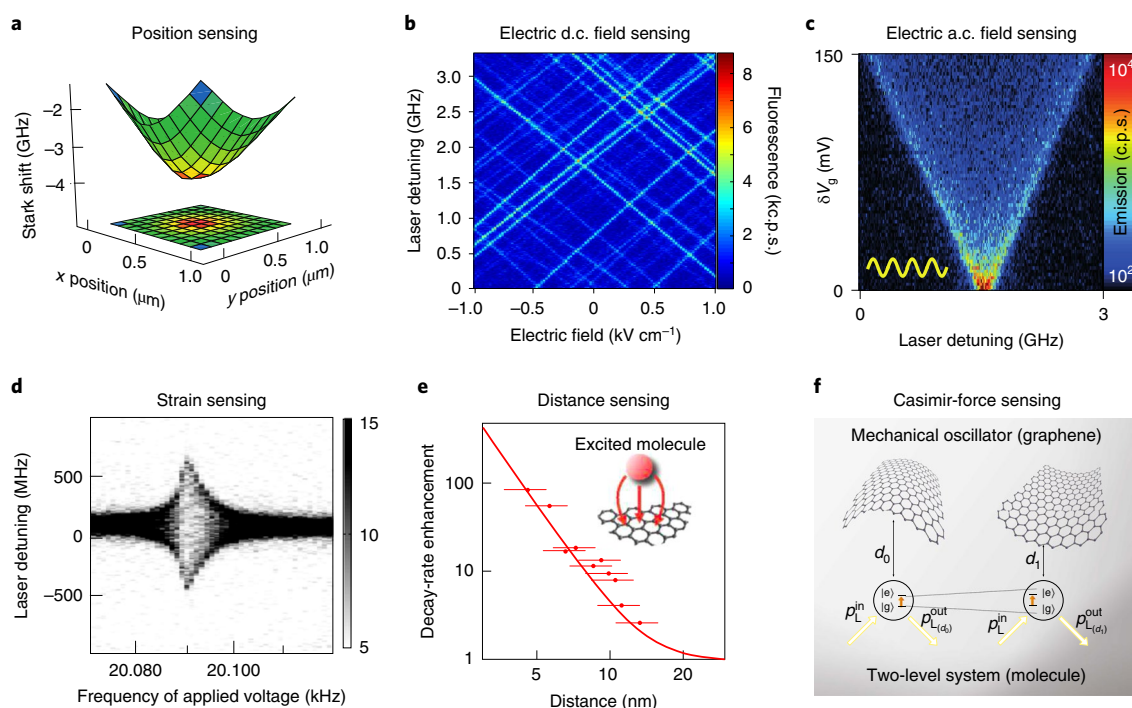 a
Position sensing
Stark shift (GHz)
−2
−3
−4
0
0.5
1.0
x position (μm)
0
0.5
1.0
y position (μm)
b
Electric d.c. field sensing
Laser detuning (GHz)
3.0
2.5
2.0
1.5
1.0
0.5
0
−1.0
−0.5
0
0.5
1.0
Electric field (kV cm⁻¹)
8
6
4
2
0
Fluorescence (kc.p.s.)
c
Electric a.c. field sensing
150
δVg (mV)
0
0
3
Laser detuning (GHz)
10⁴
Emission (c.p.s.)
10²
d
Strain sensing
Laser detuning (MHz)
500
0
−500
20.080
20.100
Frequency of applied voltage (kHz)
15
10
5
e
Distance sensing
Decay-rate enhancement
100
10
1
5
10
20
Distance (nm)
Excited molecule
f
Casimir-force sensing
Mechanical oscillator (graphene)
d₀
d₁
|e⟩
|g⟩
|e⟩
|g⟩
p_L^in
p_L(d₀)^out
p_L^in
p_L(d₁)^out
Two-level system (molecule)